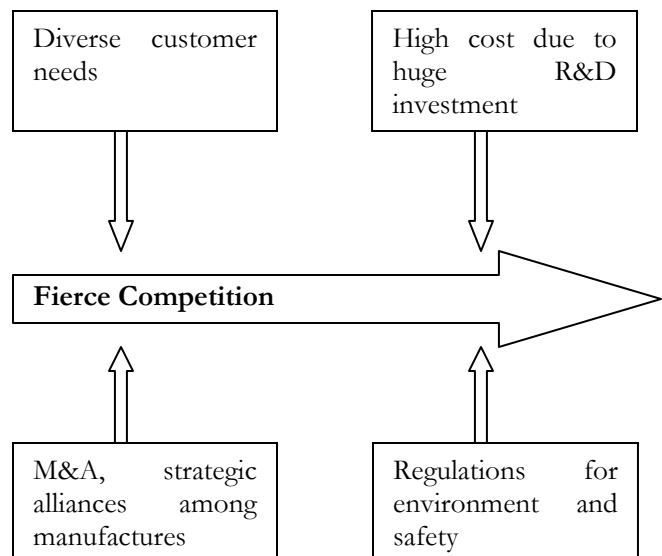 Diverse customer
needs
High cost due to
huge R&D
investment
Fierce Competition
M&A, strategic
alliances among
manufactures
Regulations for
environment and
safety